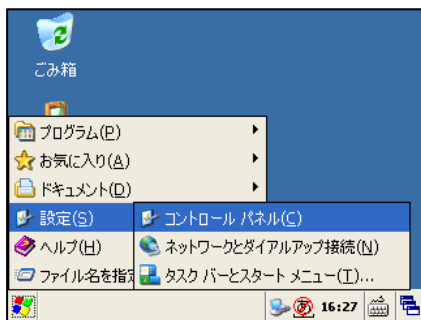 ごみ箱
プログラム(P)
お気に入り(A)
ドキュメント(D)
設定(S)
コントロール パネル(C)
ヘルプ(H)
ネットワークとダイアルアップ接続(N)
ファイル名を指定
タスク バーとスタート メニュー(T)...
あ
16:27